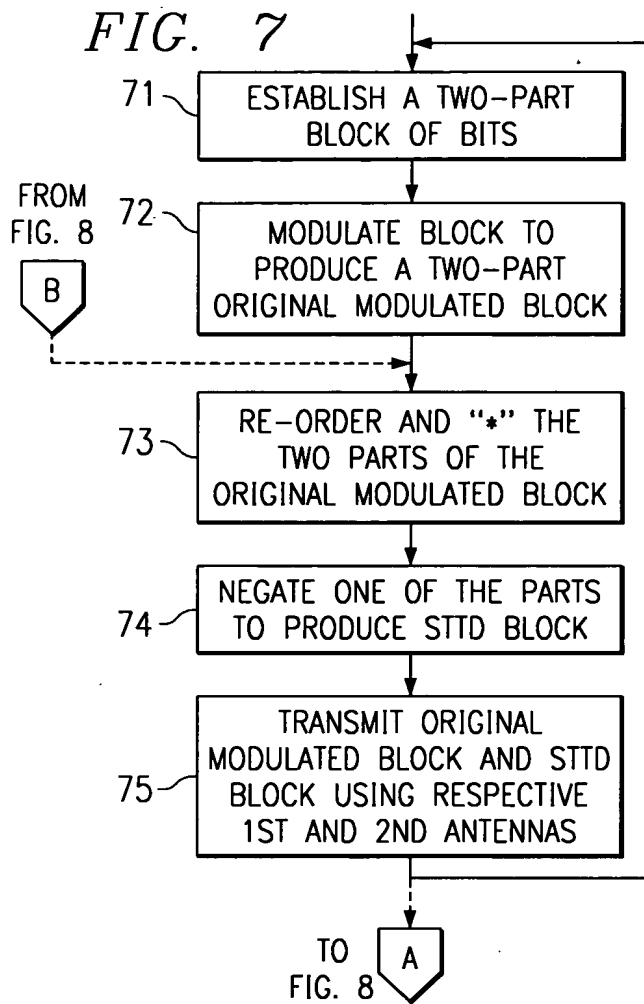 FIG. 7
71
ESTABLISH A TWO-PART
BLOCK OF BITS
FROM
FIG. 8
B
72
MODULATE BLOCK TO
PRODUCE A TWO-PART
ORIGINAL MODULATED BLOCK
73
RE-ORDER AND "*" THE
TWO PARTS OF THE
ORIGINAL MODULATED BLOCK
74
NEGATE ONE OF THE PARTS
TO PRODUCE STTD BLOCK
75
TRANSMIT ORIGINAL
MODULATED BLOCK AND STTD
BLOCK USING RESPECTIVE
1ST AND 2ND ANTENNAS
TO
FIG. 8
A